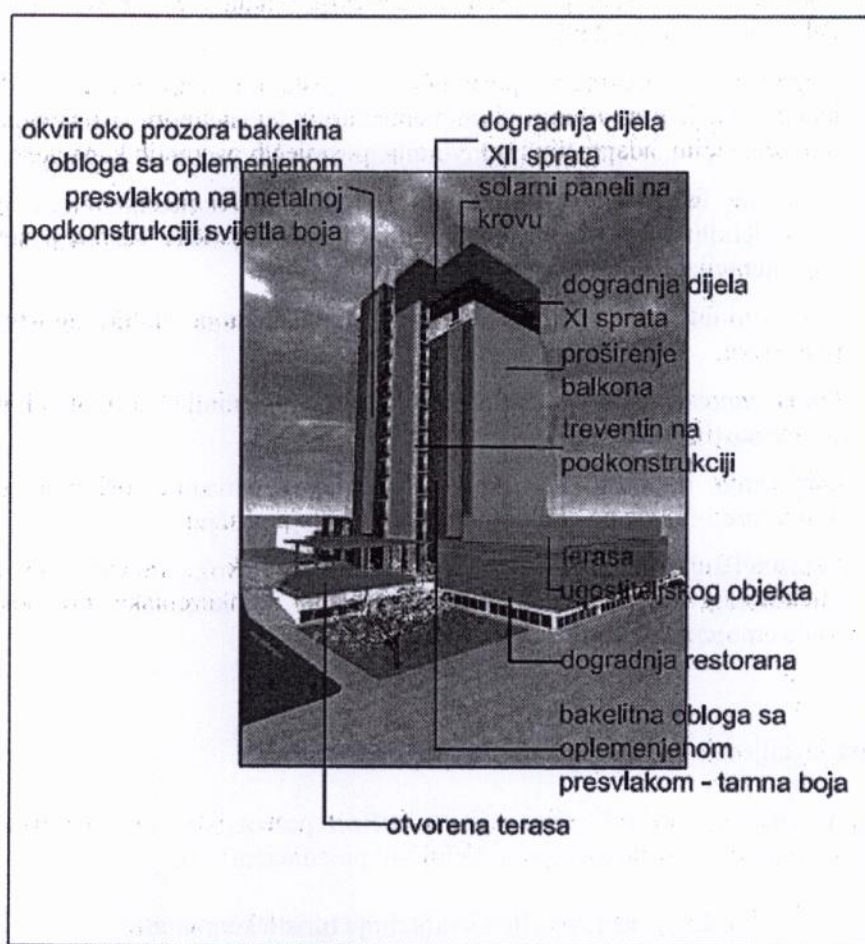 okviri oko prozora bakelitna
obloga sa oplemenjenom
presvlakom na metalnoj
podkonstrukciji svijetla boja
dogradnja dijela
XII sprata
solarni paneli na
krovu
dogradnja dijela
XI sprata
proširenje
balkona
treventin na
podkonstrukciji
terasa
ugostiteljskog objekta
dogradnja restorana
bakelitna obloga sa
oplemenjenom
presvlakom - tamna boja
otvorena terasa